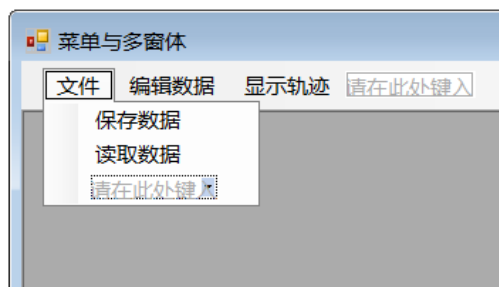 菜单与多窗体
文件 编辑数据 显示轨迹 请在此处键入
保存数据
读取数据
请在此处键入